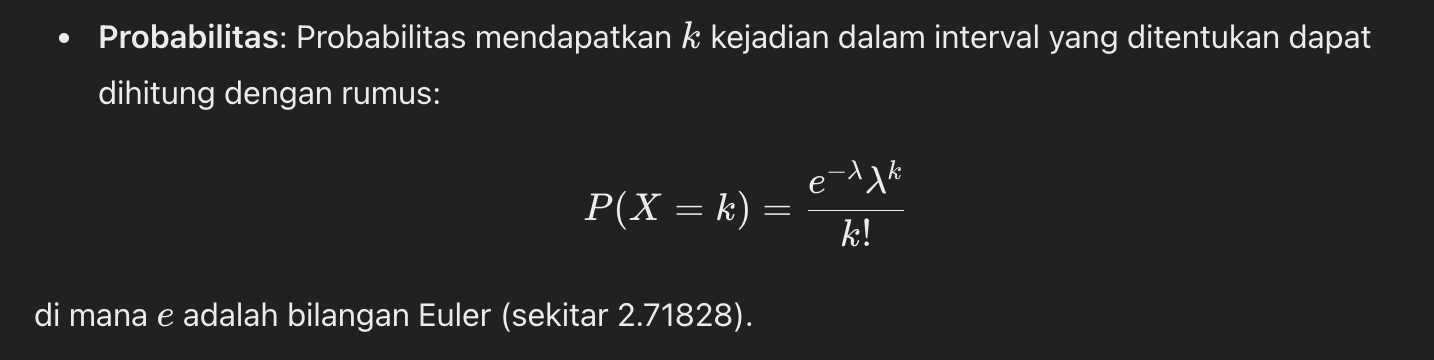 • Probabilitas: Probabilitas mendapatkan k kejadian dalam interval yang ditentukan dapat
dihitung dengan rumus:
P(X = k) = \frac{e^{-λ} λ^k}{k!}
di mana e adalah bilangan Euler (sekitar 2.71828).